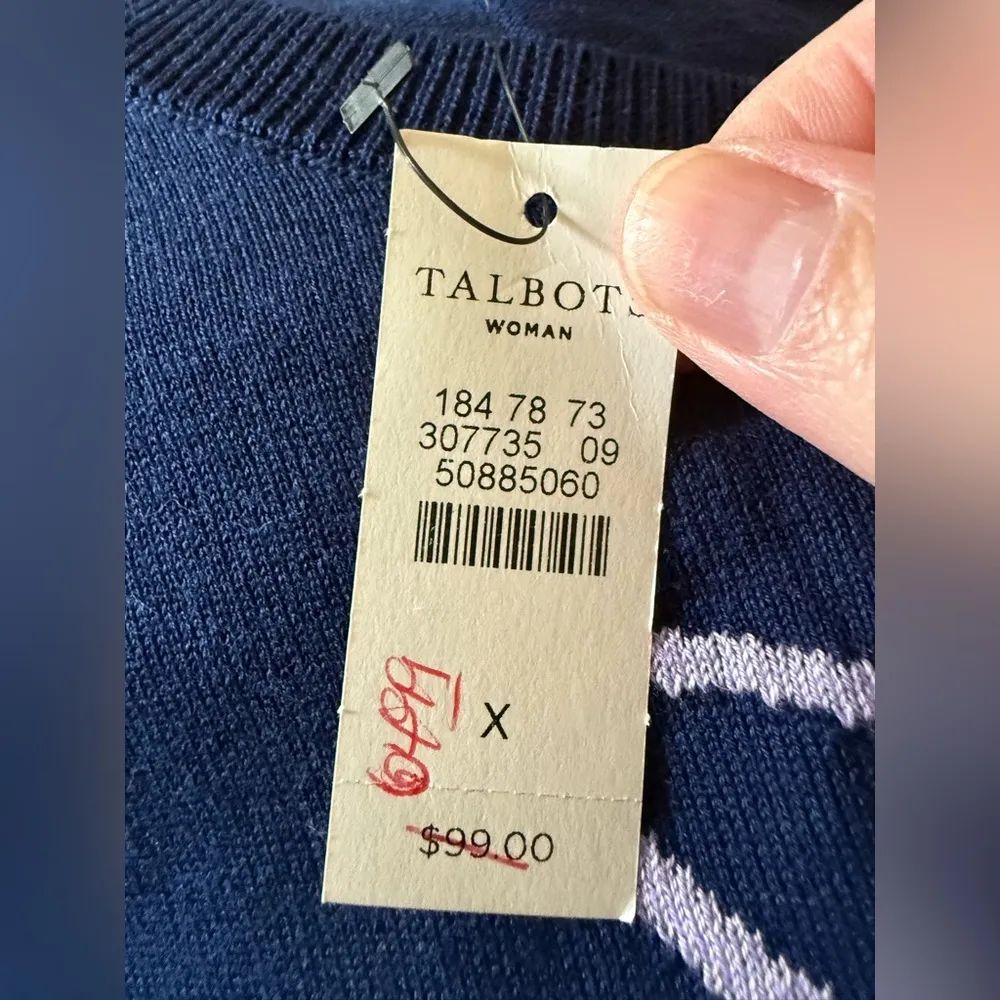 TALBOTS
WOMAN
184 78 73
307735 09
50885060
X
$99.00